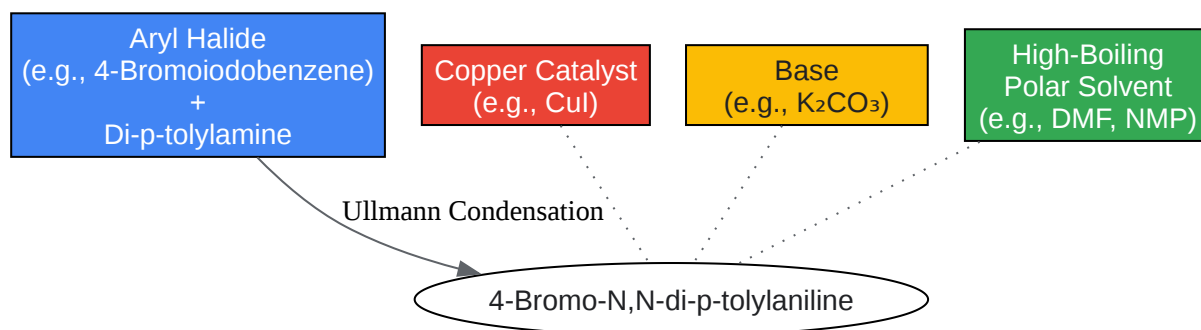 Aryl Halide
(e.g., 4-Bromoiodobenzene)
+
Di-p-tolylamine
Copper Catalyst
(e.g., CuI)
Base
(e.g., K₂CO₃)
High-Boiling
Polar Solvent
(e.g., DMF, NMP)
Ullmann Condensation
4-Bromo-N,N-di-p-tolylaniline